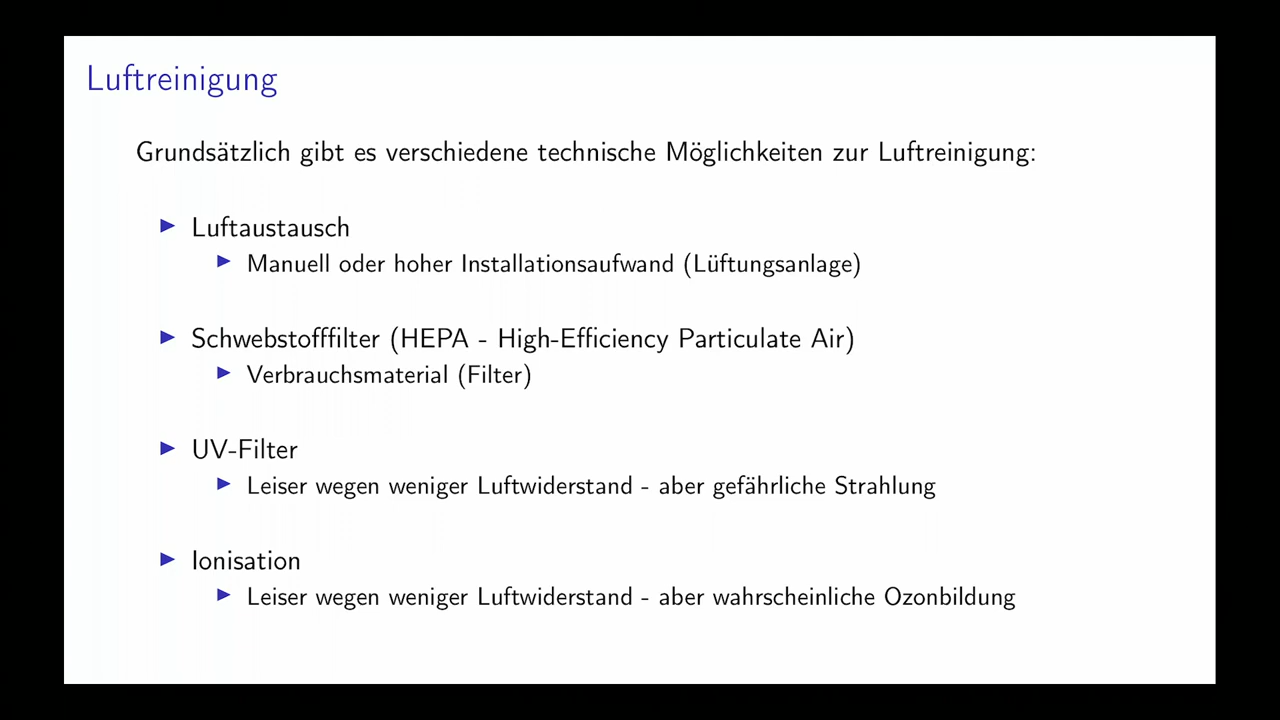 Luftreinigung
Grundsätzlich gibt es verschiedene technische Möglichkeiten zur Luftreinigung:
Luftaustausch
Manuell oder hoher Installationsaufwand (Lüftungsanlage)
Schwebstofffilter (HEPA - High-Efficiency Particulate Air)
Verbrauchsmaterial (Filter)
UV-Filter
Leiser wegen weniger Luftwiderstand - aber gefährliche Strahlung
Ionisation
Leiser wegen weniger Luftwiderstand - aber wahrscheinliche Ozonbildung